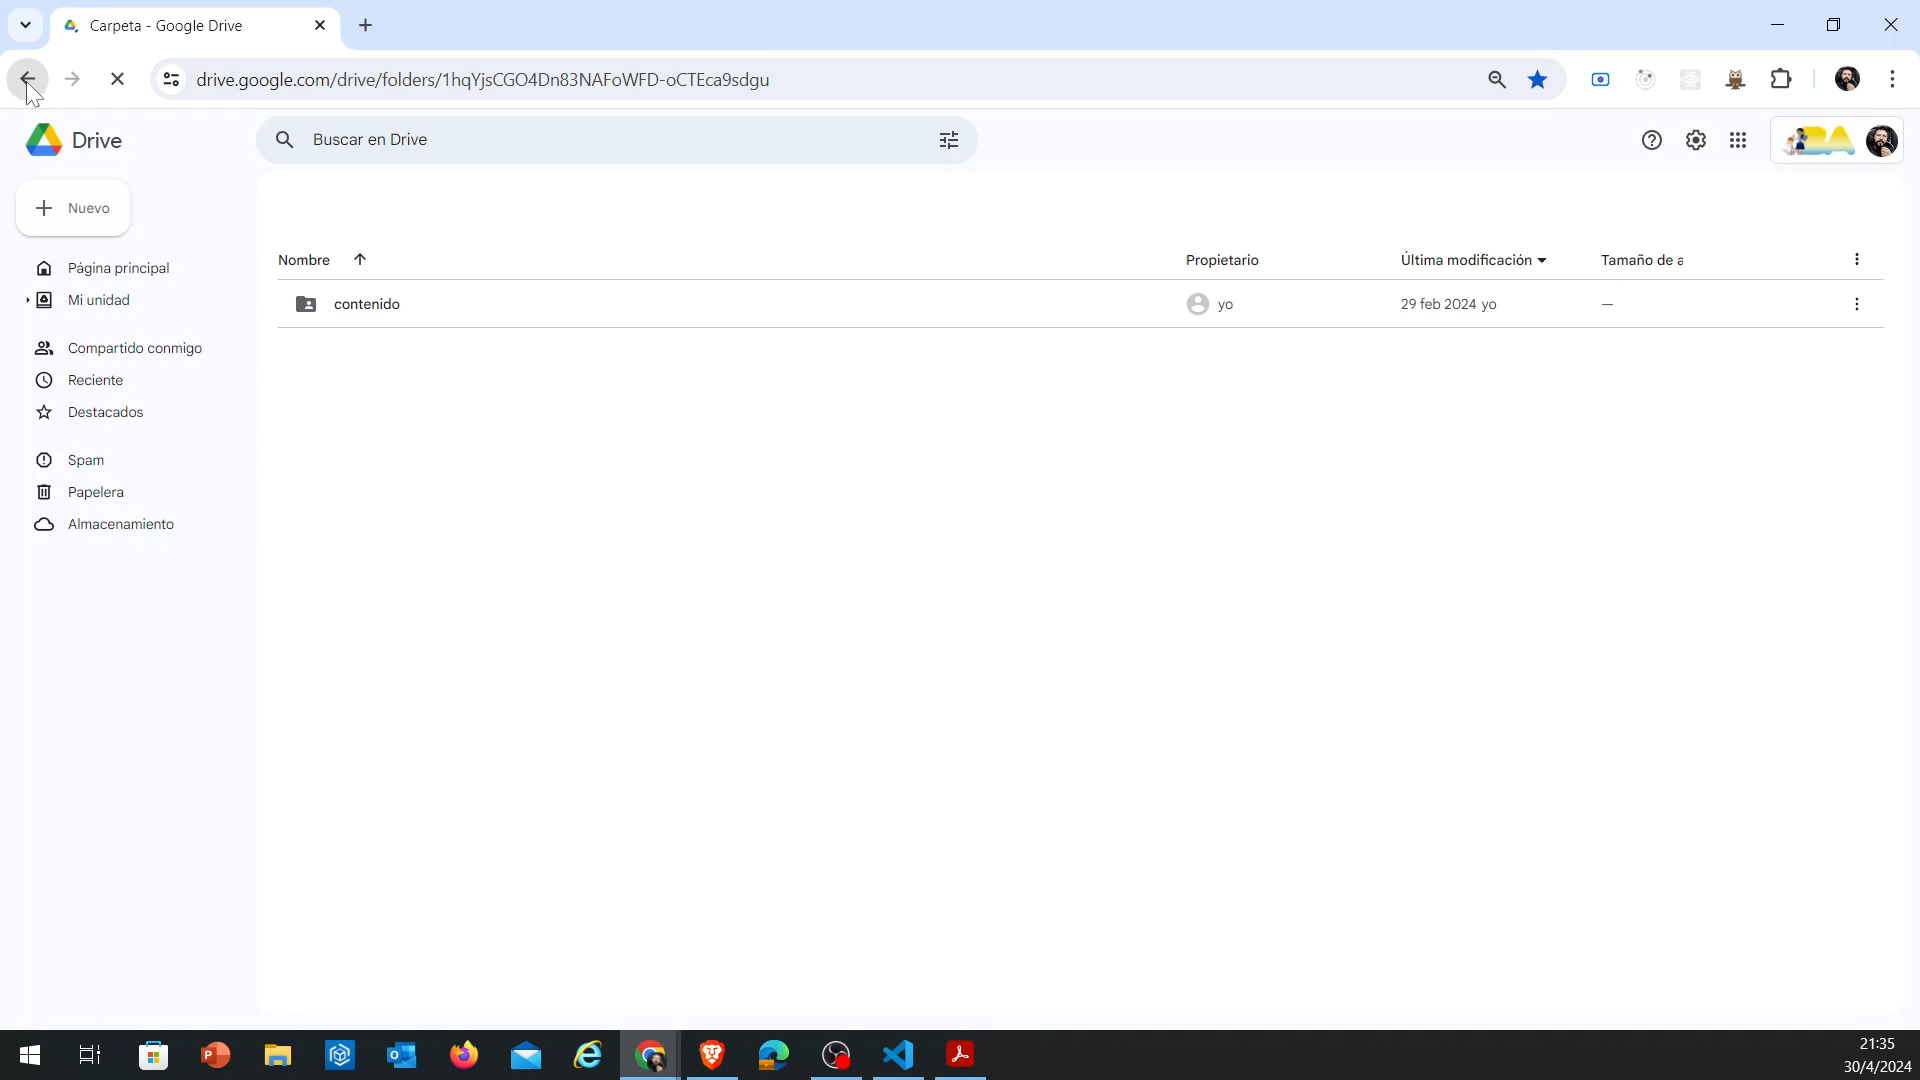 Carpeta - Google Drive
drive.google.com/drive/folders/1hqYjsCGO4Dn83NAFoWFD-oCTEca9sdgu
Drive
Buscar en Drive
BA
Nuevo
Nombre Propietario Última modificación Tamaño de a
contenido yo 29 feb 2024 yo —
Página principal
Mi unidad
Compartido conmigo
Reciente
Destacados
Spam
Papelera
Almacenamiento
21:35
30/4/2024